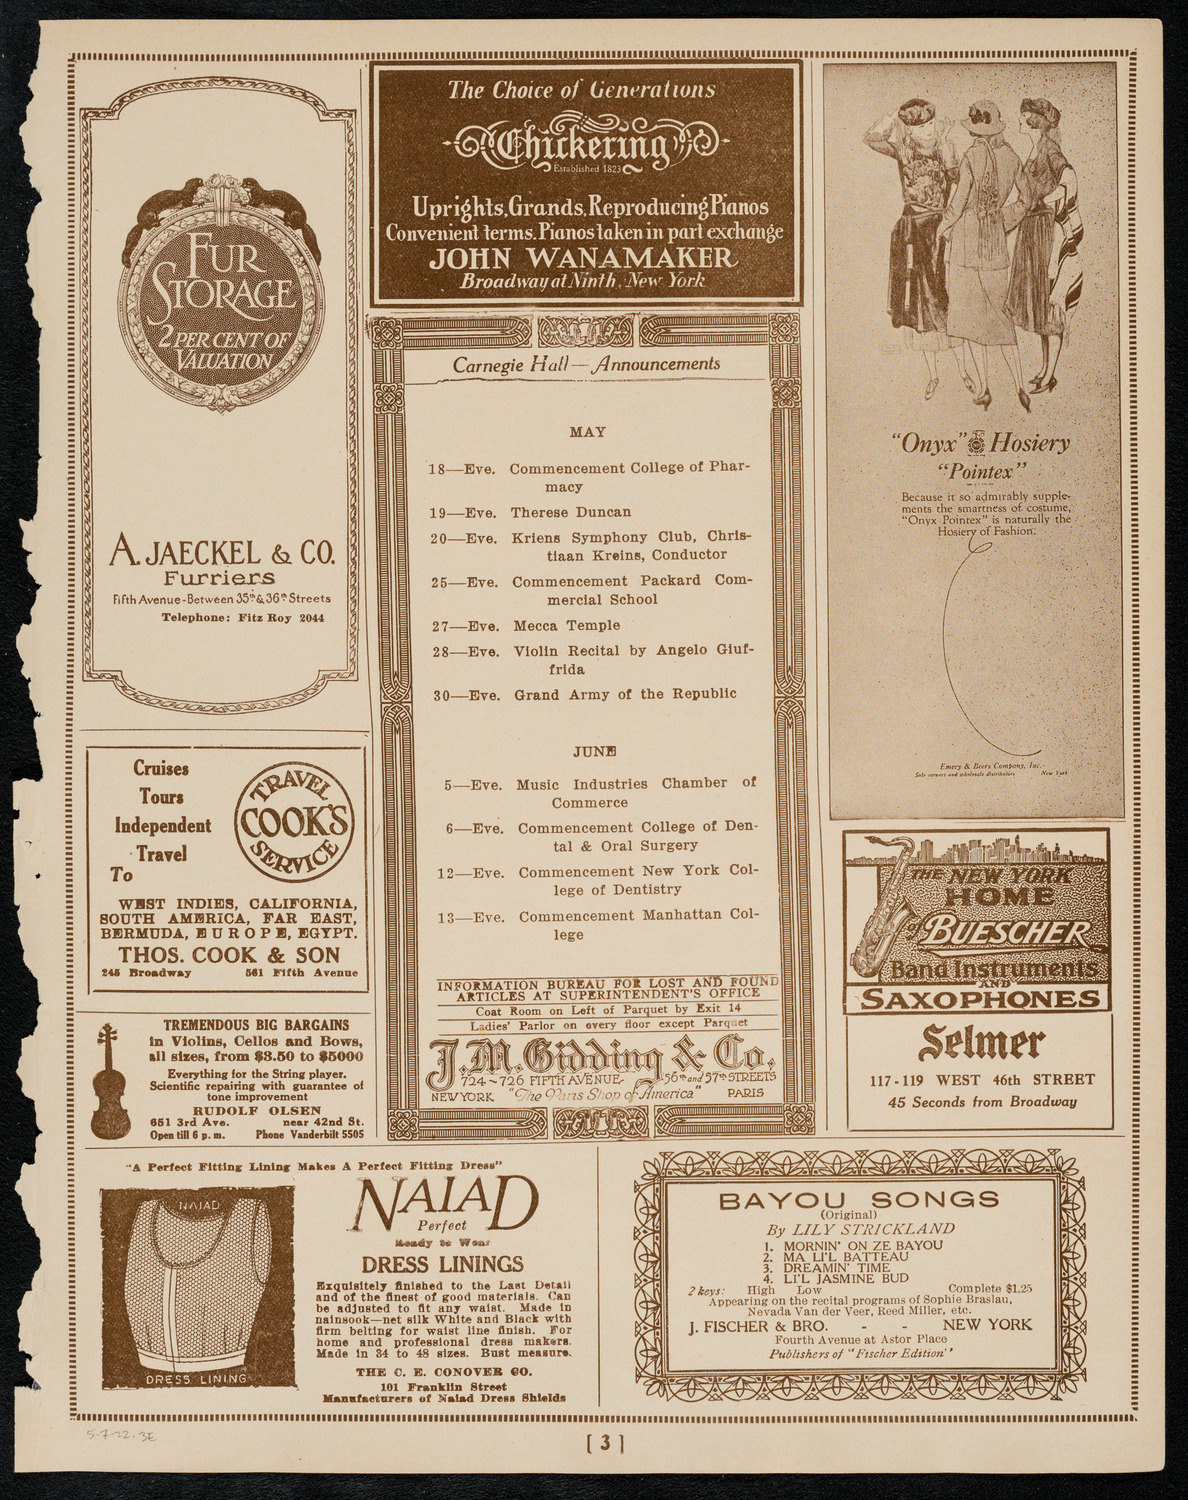 FUR
STORAGE
2 PER CENT OF
VALUATION
A. JAECKEL & CO.
Furriers
Fifth Avenue-Between 35th & 36th Streets
Telephone: Fitz Roy 2044
The Choice of Generations
Chickering
Established 1823
Uprights, Grands, Reproducing Pianos
Convenient terms. Pianos taken in part exchange
JOHN WANAMAKER
Broadway at Ninth, New York
Carnegie Hall—Announcements
MAY
18—Eve. Commencement College of Phar-
macy
19—Eve. Therese Duncan
20—Eve. Kriens Symphony Club, Chris-
tiaan Kreins, Conductor
25—Eve. Commencement Packard Com-
mercial School
27—Eve. Mecca Temple
28—Eve. Violin Recital by Angelo Giuf-
frida
30—Eve. Grand Army of the Republic
JUNE
5—Eve. Music Industries Chamber of
Commerce
6—Eve. Commencement College of Den-
tal & Oral Surgery
12—Eve. Commencement New York Col-
lege of Dentistry
13—Eve. Commencement Manhattan Col-
lege
INFORMATION BUREAU FOR LOST AND FOUND
ARTICLES AT SUPERINTENDENT'S OFFICE
Coat Room on Left of Parquet by Exit 14
Ladies' Parlor on every floor except Parquet
J. M. Gidding & Co.
724~726 FIFTH AVENUE 56th and 57th STREETS
NEW YORK "The Paris Shop of America" PARIS
"Onyx" Hosiery
"Pointex"
Because it so admirably supple-
ments the smartness of costume,
"Onyx Pointex" is naturally the
Hosiery of Fashion.
Emery & Beers Company, Inc.
Sole owners and wholesale distributors New York
Cruises
Tours
Independent
Travel
To
TRAVEL
COOK'S
SERVICE
WEST INDIES, CALIFORNIA,
SOUTH AMERICA, FAR EAST,
BERMUDA, EUROPE, EGYPT.
THOS. COOK & SON
245 Broadway 561 Fifth Avenue
TREMENDOUS BIG BARGAINS
in Violins, Cellos and Bows,
all sizes, from $3.50 to $5000
Everything for the String player.
Scientific repairing with guarantee of
tone improvement
RUDOLF OLSEN
651 3rd Ave. near 42nd St.
Open till 6 p. m. Phone Vanderbilt 5505
THE NEW YORK
HOME
of BUESCHER
Band Instruments
AND
SAXOPHONES
Selmer
117-119 WEST 46th STREET
45 Seconds from Broadway
"A Perfect Fitting Lining Makes A Perfect Fitting Dress"
NAIAD
DRESS LINING
NAIAD
Perfect
Ready to Wear
DRESS LININGS
Exquisitely finished to the Last Detail
and of the finest of good materials. Can
be adjusted to fit any waist. Made in
nainsook—net silk White and Black with
firm belting for waist line finish. For
home and professional dress makers.
Made in 34 to 48 sizes. Bust measure.
THE C. E. CONOVER CO.
101 Franklin Street
Manufacturers of Naiad Dress Shields
BAYOU SONGS
(Original)
By LILY STRICKLAND
1. MORNIN' ON ZE BAYOU
2. MA LI'L BATTEAU
3. DREAMIN' TIME
4. LI'L JASMINE BUD
2 keys: High Low Complete $1.25
Appearing on the recital programs of Sophie Braslau,
Nevada Van der Veer, Reed Miller, etc.
J. FISCHER & BRO. - - NEW YORK
Fourth Avenue at Astor Place
Publishers of "Fischer Edition"
5-7-22-3E
[ 3 ]